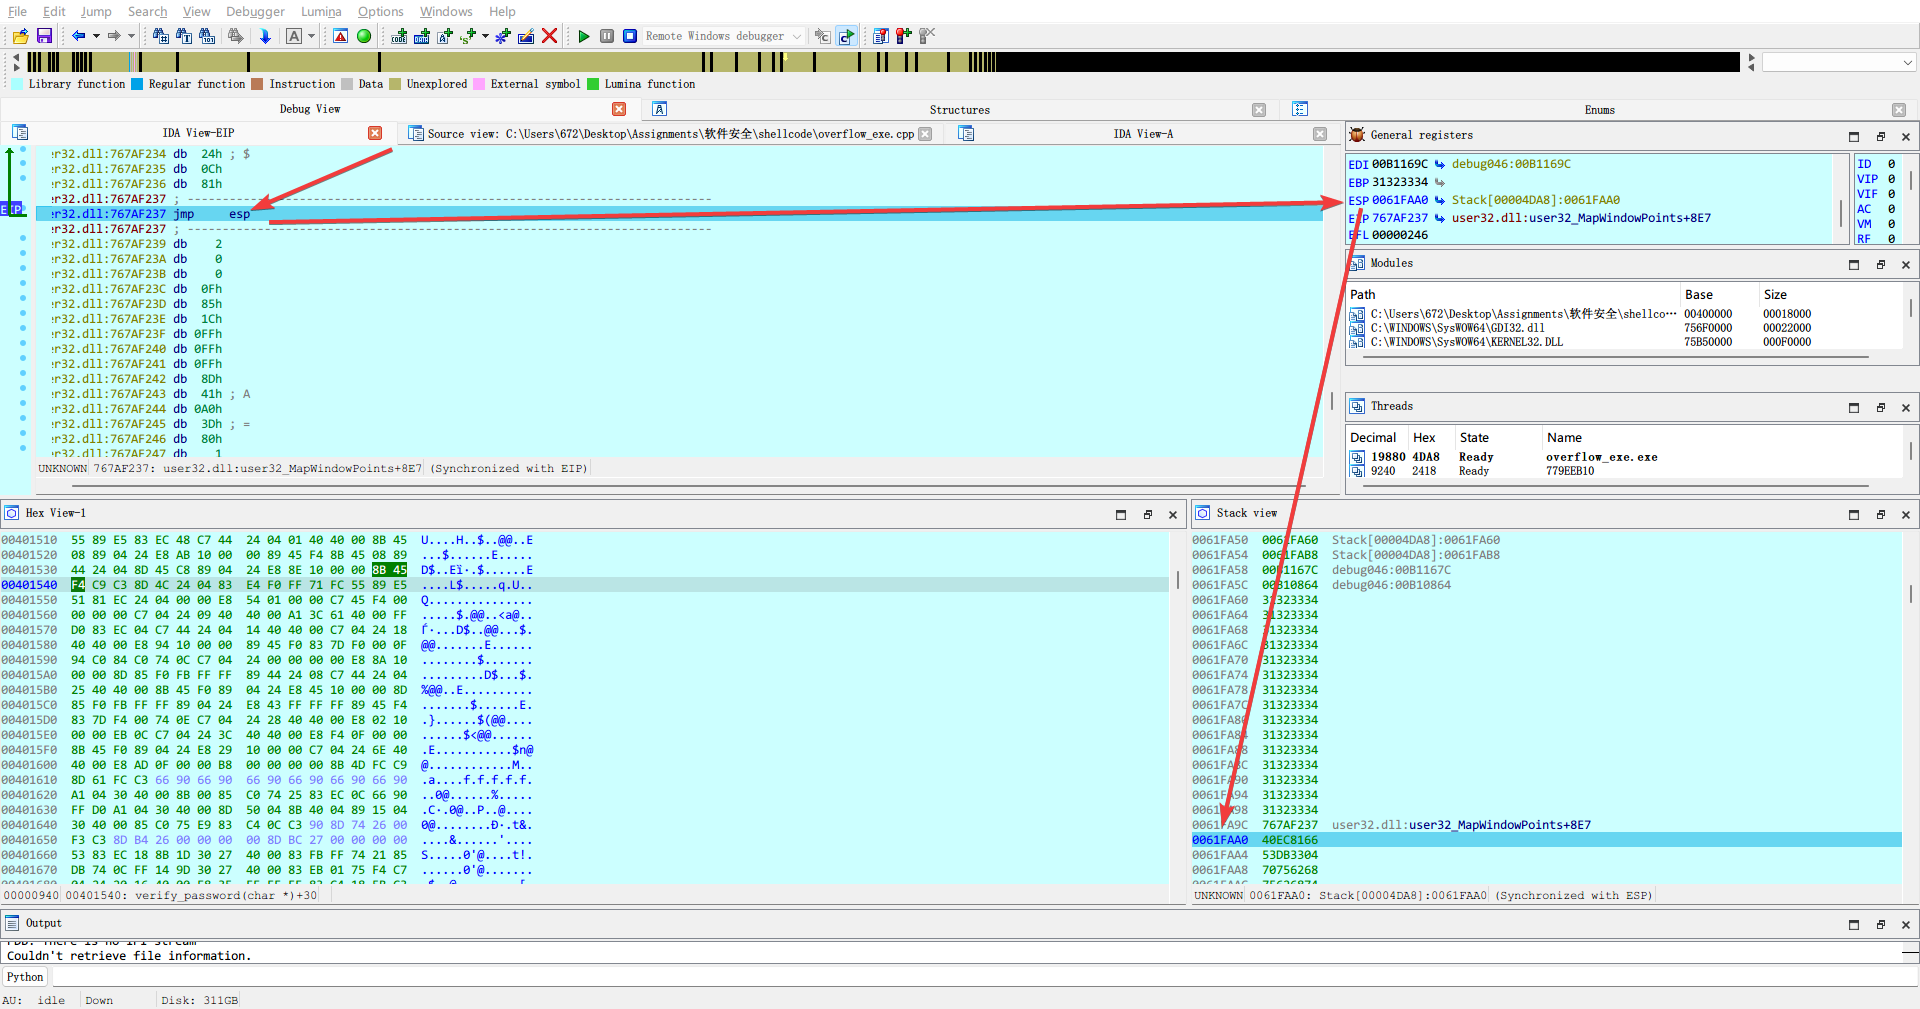 File Edit Jump Search View Debugger Lumina Options Windows Help
Remote Windows debugger
Library function Regular function Instruction Data Unexplored External symbol Lumina function
Debug View Structures Enums
IDA View-EIP Source view: C:\Users\672\Desktop\Assignments\软件安全\shellcode\overflow_exe.cpp IDA View-A
er32.dll:767AF234 db 24h ; $
er32.dll:767AF235 db 0Ch
er32.dll:767AF236 db 81h
er32.dll:767AF237 ; ---------------------------------------------------------------------------
EIP er32.dll:767AF237 jmp esp
er32.dll:767AF237 ; ---------------------------------------------------------------------------
er32.dll:767AF239 db 2
er32.dll:767AF23A db 0
er32.dll:767AF23B db 0
er32.dll:767AF23C db 0Fh
er32.dll:767AF23D db 85h
er32.dll:767AF23E db 1Ch
er32.dll:767AF23F db 0FFh
er32.dll:767AF240 db 0FFh
er32.dll:767AF241 db 0FFh
er32.dll:767AF242 db 8Dh
er32.dll:767AF243 db 41h ; A
er32.dll:767AF244 db 0A0h
er32.dll:767AF245 db 3Dh ; =
er32.dll:767AF246 db 80h
er32.dll:767AF247 db 1
UNKNOWN 767AF237: user32.dll:user32_MapWindowPoints+8E7 (Synchronized with EIP)
General registers
EDI 00B1169C debug046:00B1169C
EBP 31323334
ESP 0061FAA0 Stack[00004DA8]:0061FAA0
EIP 767AF237 user32.dll:user32_MapWindowPoints+8E7
EFL 00000246
ID 0
VIP 0
VIF 0
AC 0
VM 0
RF 0
Modules
Path Base Size
C:\Users\672\Desktop\Assignments\软件安全\shellco··· 00400000 00018000
C:\WINDOWS\SysWOW64\GDI32.dll 756F0000 00022000
C:\WINDOWS\SysWOW64\KERNEL32.DLL 75B50000 000F0000
Threads
Decimal Hex State Name
19880 4DA8 Ready overflow_exe.exe
9240 2418 Ready 779EEB10
Hex View-1
00401510 55 89 E5 83 EC 48 C7 44 24 04 01 40 40 00 8B 45 U....H..$..@@..E
00401520 08 89 04 24 E8 AB 10 00 00 89 45 F4 8B 45 08 89 ...$......E.....
00401530 44 24 04 8D 45 C8 89 04 24 E8 8E 10 00 00 8B 45 D$..Eï·.$......E
00401540 F4 C9 C3 8D 4C 24 04 83 E4 F0 FF 71 FC 55 89 E5 ....L$.....q.U..
00401550 51 81 EC 24 04 00 00 E8 54 01 00 00 C7 45 F4 00 Q...............
00401560 00 00 00 C7 04 24 09 40 40 00 A1 3C 61 40 00 FF .....$.@@..<a@..
00401570 D0 83 EC 04 C7 44 24 04 14 40 40 00 C7 04 24 18 Ѓ·...D$..@@...$.
00401580 40 40 00 E8 94 10 00 00 89 45 F0 83 7D F0 00 0F @@.......E......
00401590 94 C0 84 C0 74 0C C7 04 24 00 00 00 00 E8 8A 10 ........$.......
004015A0 00 00 8D 85 F0 FB FF FF 89 44 24 08 C7 44 24 04 .........D$...$.
004015B0 25 40 40 00 8B 45 F0 89 04 24 E8 45 10 00 00 8D %@@..E..........
004015C0 85 F0 FB FF FF 89 04 24 E8 43 FF FF FF 89 45 F4 .......$......E.
004015D0 83 7D F4 00 74 0E C7 04 24 28 40 40 00 E8 02 10 .}......$(@@....
004015E0 00 00 EB 0C C7 04 24 3C 40 40 00 E8 F4 0F 00 00 ......$<@@......
004015F0 8B 45 F0 89 04 24 E8 29 10 00 00 C7 04 24 6E 40 .E...........$n@
00401600 40 00 E8 AD 0F 00 00 B8 00 00 00 00 8B 4D FC C9 @............M..
00401610 8D 61 FC C3 66 90 66 90 66 90 66 90 66 90 66 90 .a....f.f.f.f.f.
00401620 A1 04 30 40 00 8B 00 85 C0 74 25 83 EC 0C 66 90 ..0@......%.....
00401630 FF D0 A1 04 30 40 00 8D 50 04 8B 40 04 89 15 04 .С·.0@..P..@....
00401640 30 40 00 85 C0 75 E9 83 C4 0C C3 90 8D 74 26 00 0@........Ð·.t&.
00401650 F3 C3 8D B4 26 00 00 00 00 8D BC 27 00 00 00 00 ....&......'....
00401660 53 83 EC 18 8B 1D 30 27 40 00 83 FB FF 74 21 85 S.....0'@....t!.
00401670 DB 74 0C FF 14 9D 30 27 40 00 83 EB 01 75 F4 C7 ......0'@.......
00000940 00401540: verify_password(char *)+30
Stack view
0061FA50 0061FA60 Stack[00004DA8]:0061FA60
0061FA54 0061FAB8 Stack[00004DA8]:0061FAB8
0061FA58 00B1167C debug046:00B1167C
0061FA5C 00B10864 debug046:00B10864
0061FA60 31323334
0061FA64 31323334
0061FA68 31323334
0061FA6C 31323334
0061FA70 31323334
0061FA74 31323334
0061FA78 31323334
0061FA7C 31323334
0061FA80 31323334
0061FA84 31323334
0061FA88 31323334
0061FA8C 31323334
0061FA90 31323334
0061FA94 31323334
0061FA98 31323334
0061FA9C 767AF237 user32.dll:user32_MapWindowPoints+8E7
0061FAA0 40EC8166
0061FAA4 53DB3304
0061FAA8 70756268
UNKNOWN 0061FAA0: Stack[00004DA8]:0061FAA0 (Synchronized with ESP)
Output
Couldn't retrieve file information.
Python
AU: idle Down Disk: 311GB